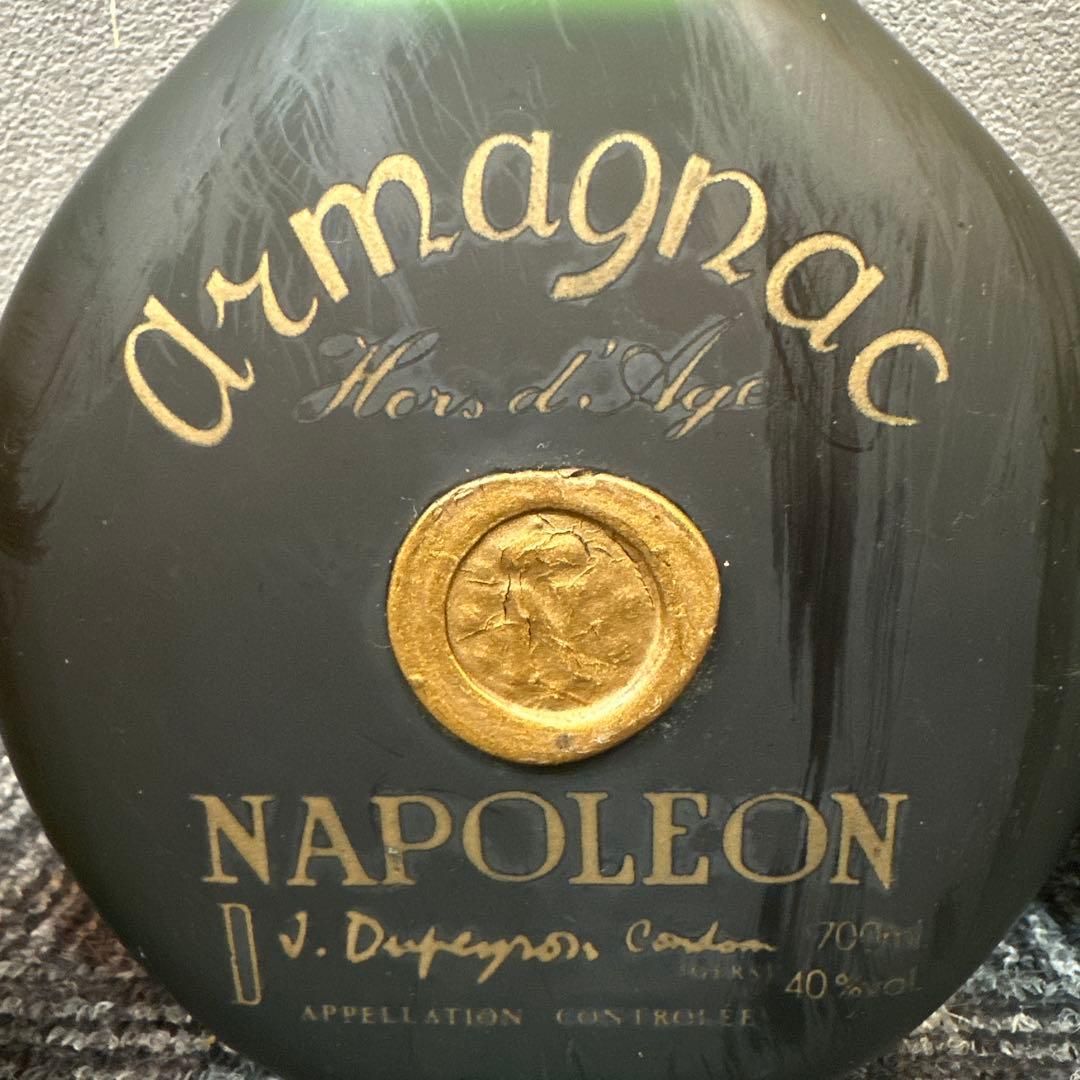 armagnac
Hors d'Age
NAPOLEON
J. Dupeyron Condom 700ml
(GERS) 40%vol
APPELLATION CONTROLEE